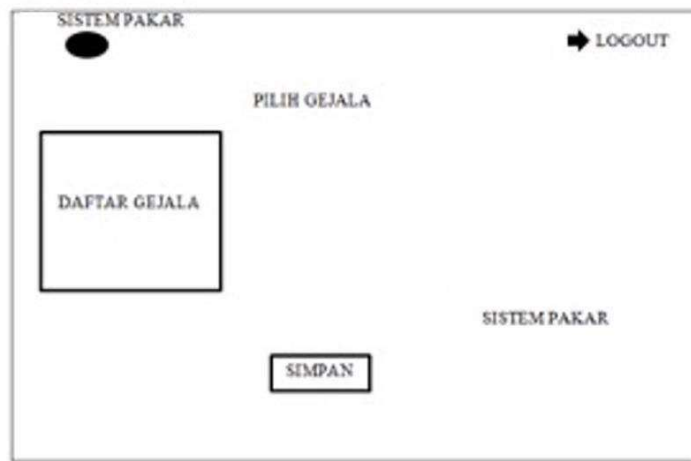 SISTEM PAKAR
LOGOUT
PILIH GEJALA
DAFTAR GEJALA
SISTEM PAKAR
SIMPAN